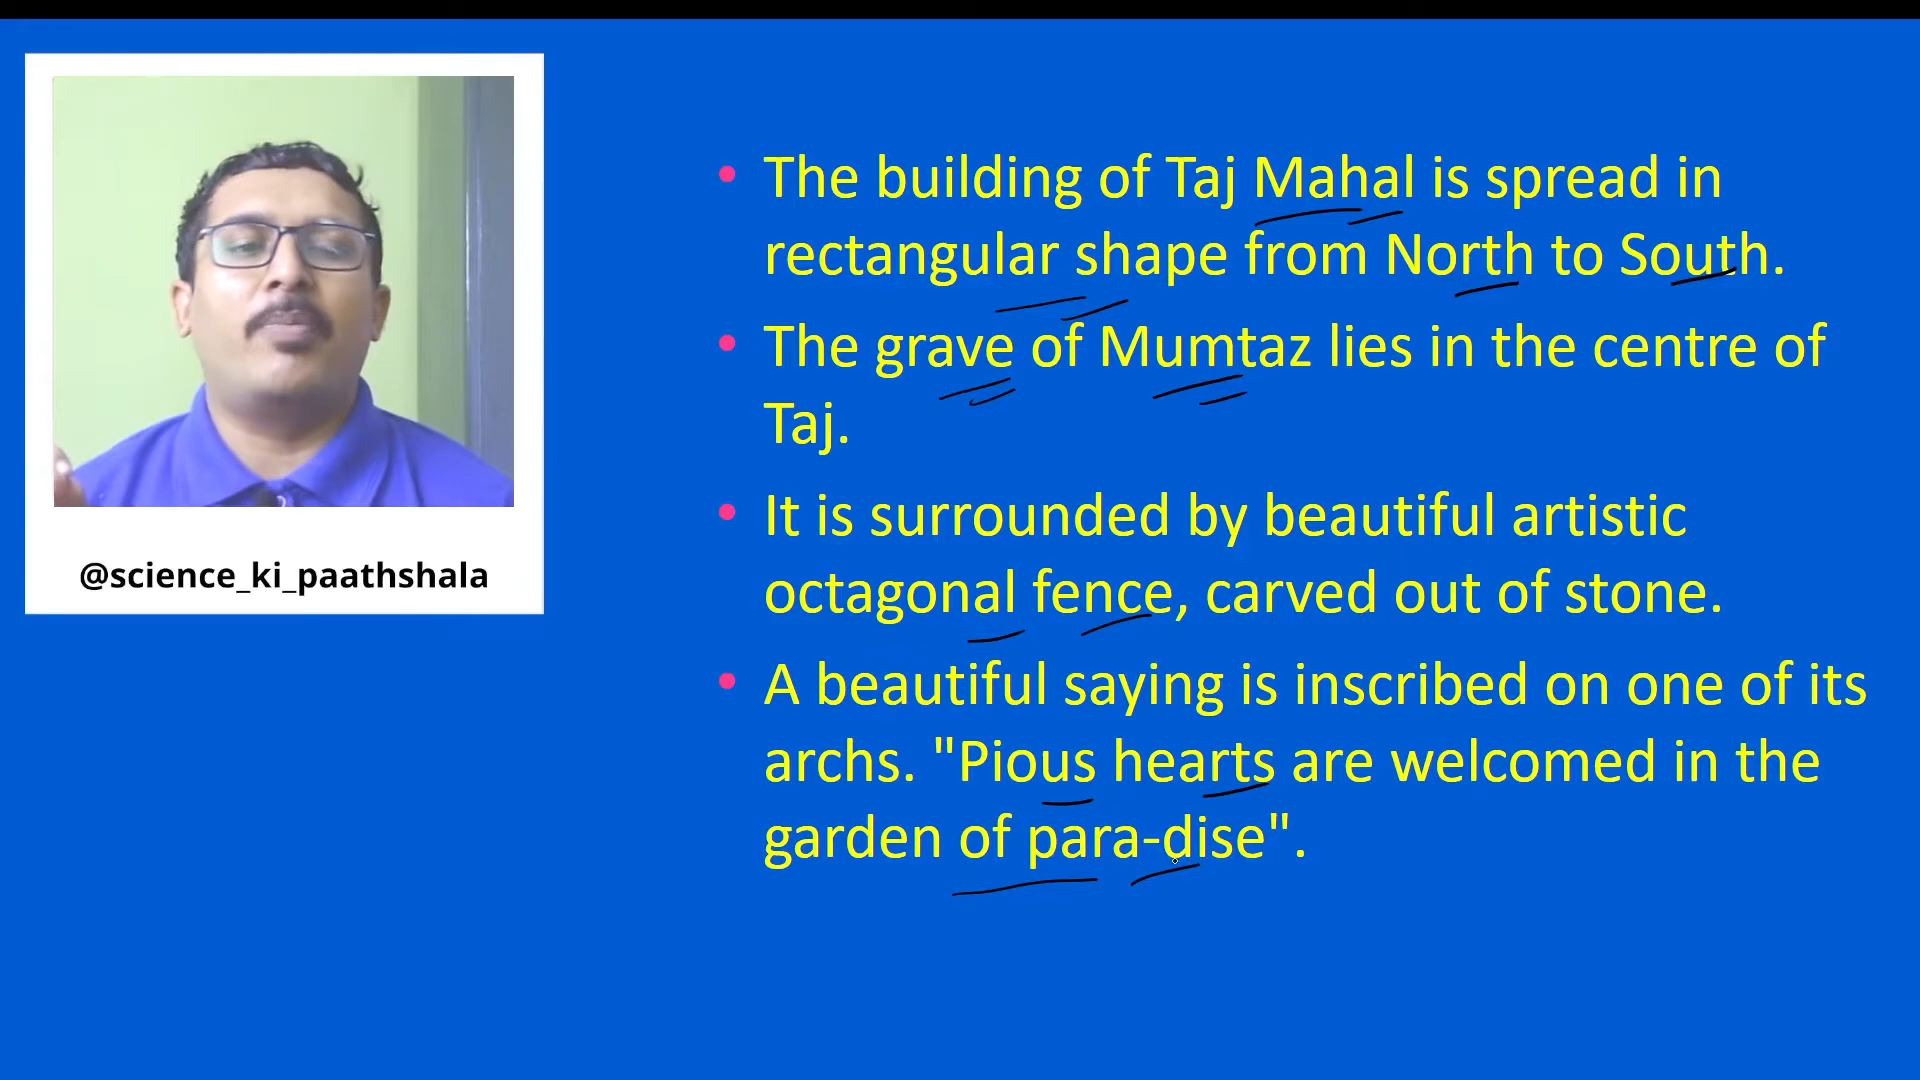 @science_ki_paathshala
• The building of Taj Mahal is spread in
rectangular shape from North to South.
• The grave of Mumtaz lies in the centre of
Taj.
• It is surrounded by beautiful artistic
octagonal fence, carved out of stone.
• A beautiful saying is inscribed on one of its
archs. "Pious hearts are welcomed in the
garden of para-dise".